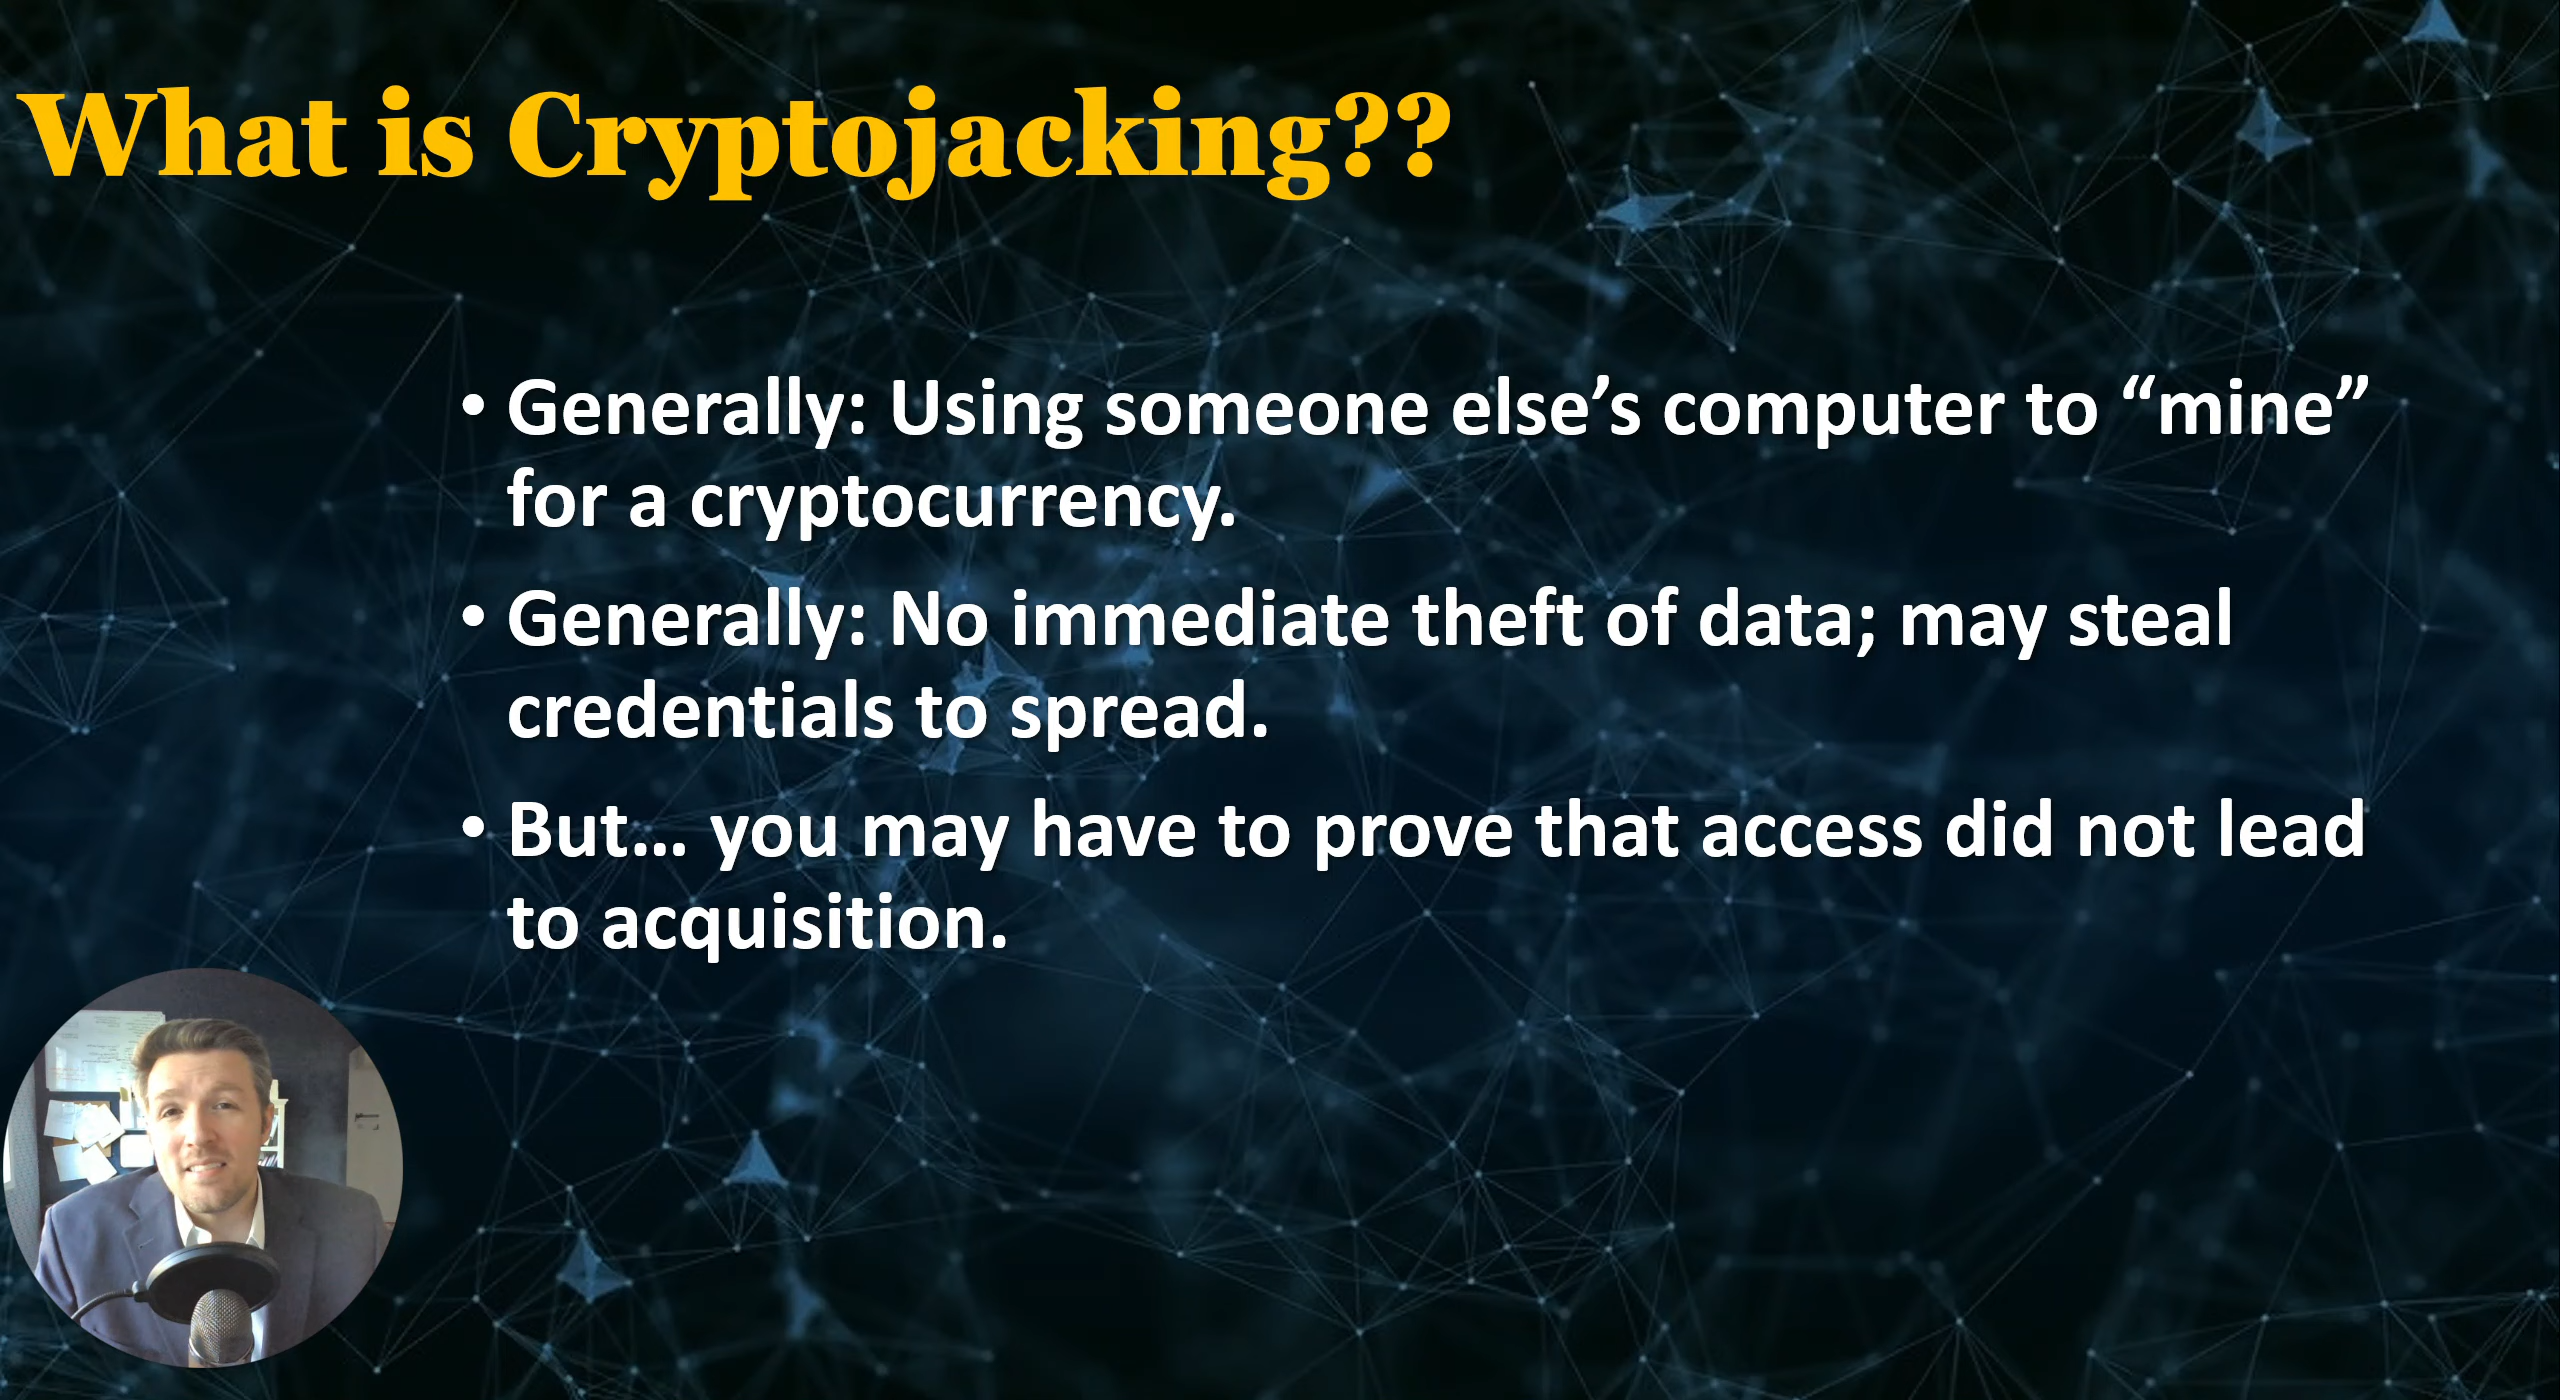 What is Cryptojacking??
• Generally: Using someone else’s computer to “mine”
for a cryptocurrency.
• Generally: No immediate theft of data; may steal
credentials to spread.
• But… you may have to prove that access did not lead
to acquisition.